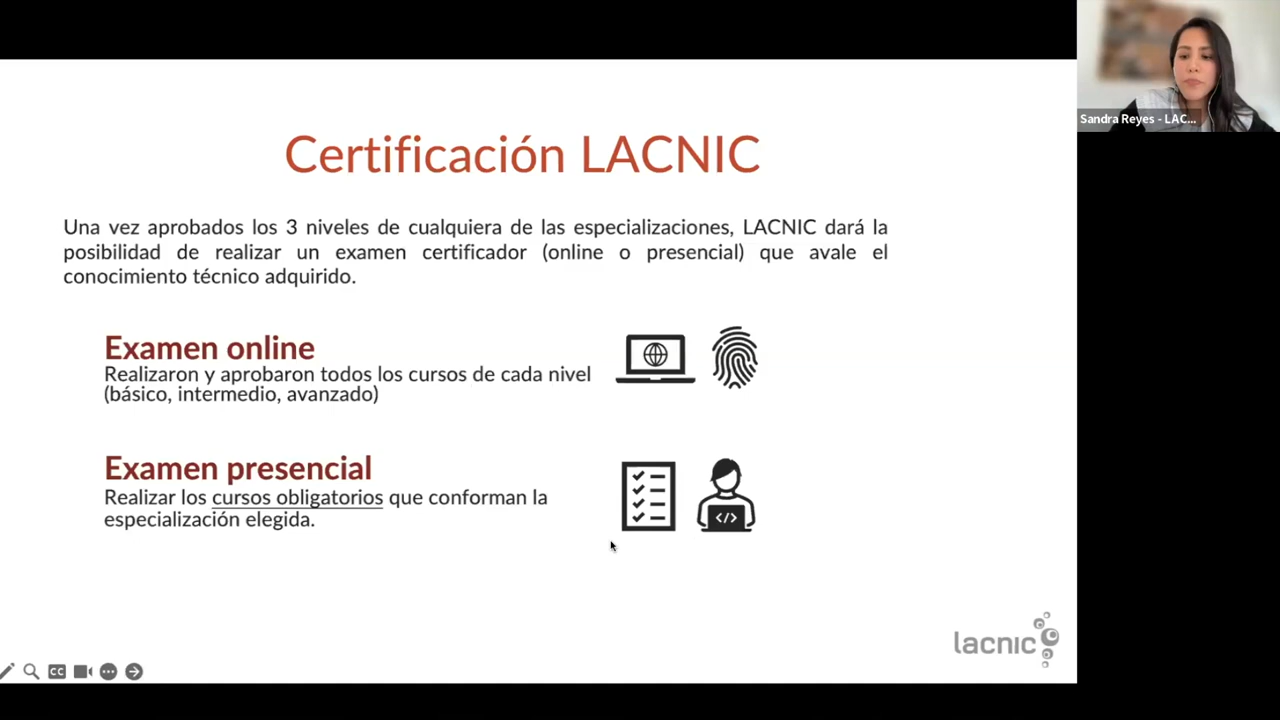 Certificación LACNIC
Una vez aprobados los 3 niveles de cualquiera de las especializaciones, LACNIC dará la
posibilidad de realizar un examen certificador (online o presencial) que avale el
conocimiento técnico adquirido.
Examen online
Realizaron y aprobaron todos los cursos de cada nivel
(básico, intermedio, avanzado)
Examen presencial
Realizar los cursos obligatorios que conforman la
especialización elegida.
</>
lacnic
CC
Sandra Reyes - LAC...